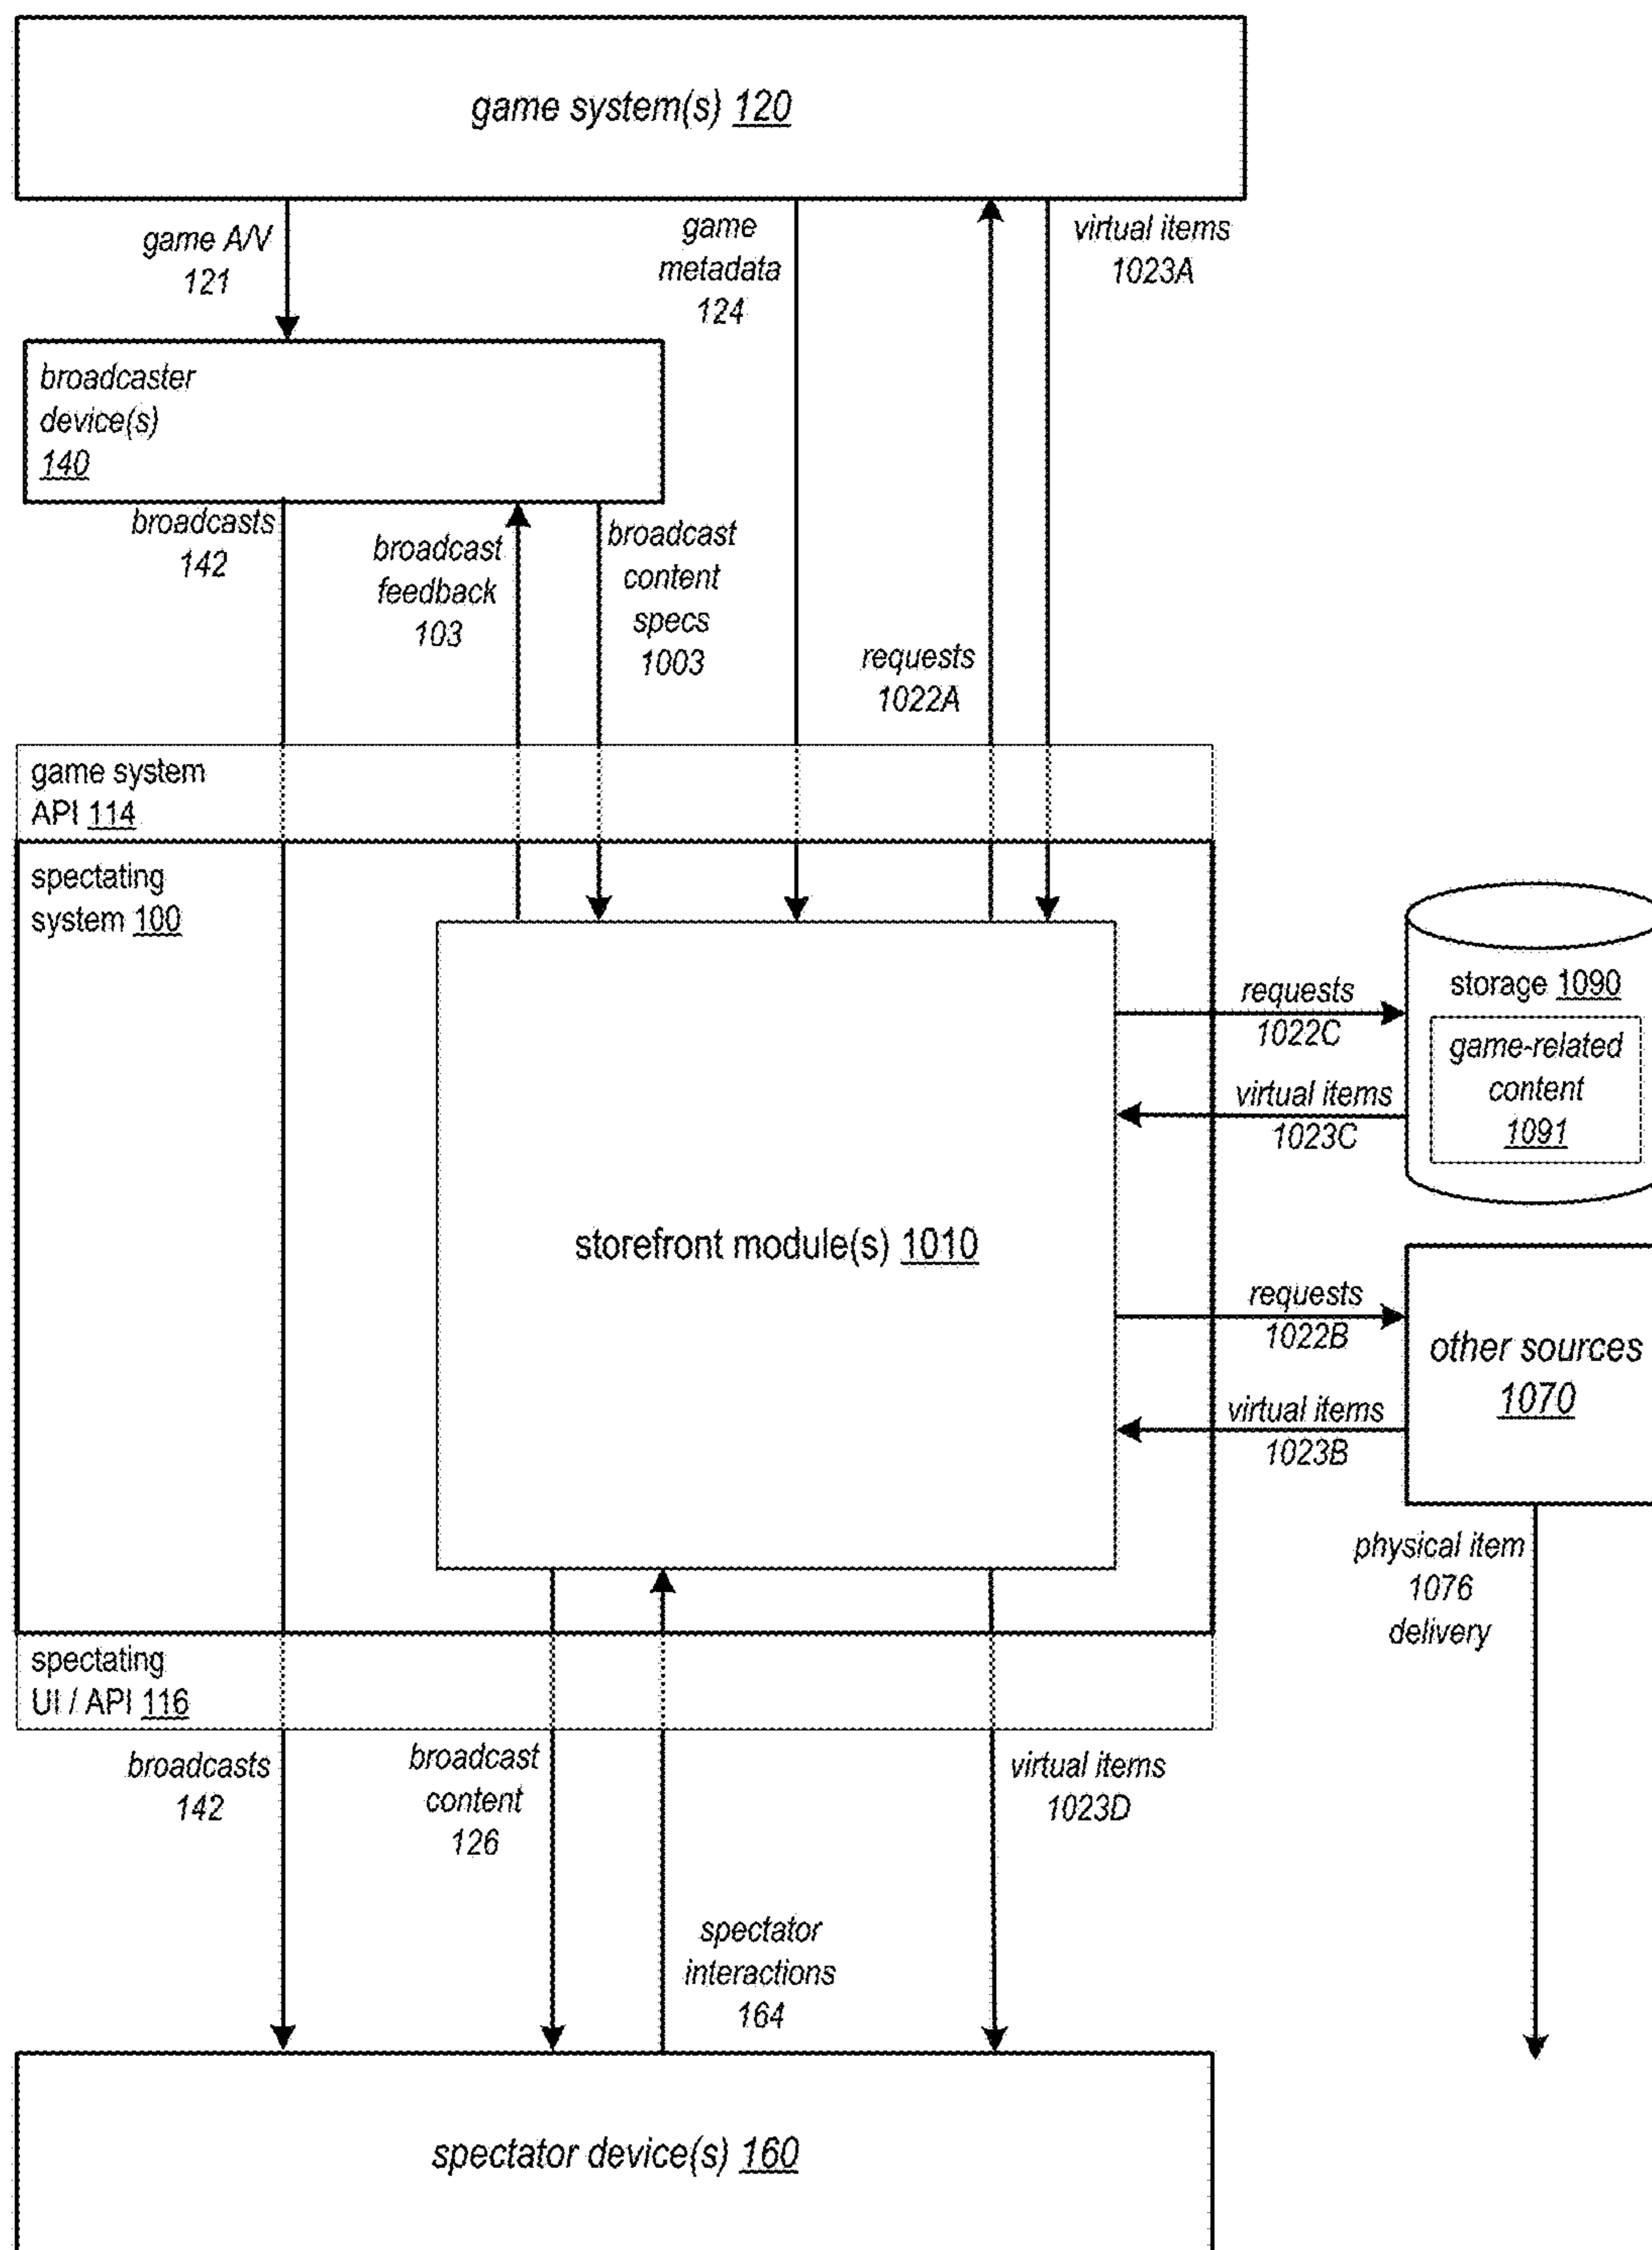 game system(s) 120
game A/V
121
game
metadata
124
virtual items
1023A
broadcaster
device(s)
140
broadcasts
142
broadcast
feedback
103
broadcast
content
specs
1003
requests
1022A
game system
API 114
spectating
system 100
storage 1090
game-related
content
1091
requests
1022C
virtual items
1023C
storefront module(s) 1010
requests
1022B
virtual items
1023B
other sources
1070
physical item
1076
delivery
spectating
UI / API 116
broadcasts
142
broadcast
content
126
virtual items
1023D
spectator
interactions
164
spectator device(s) 160